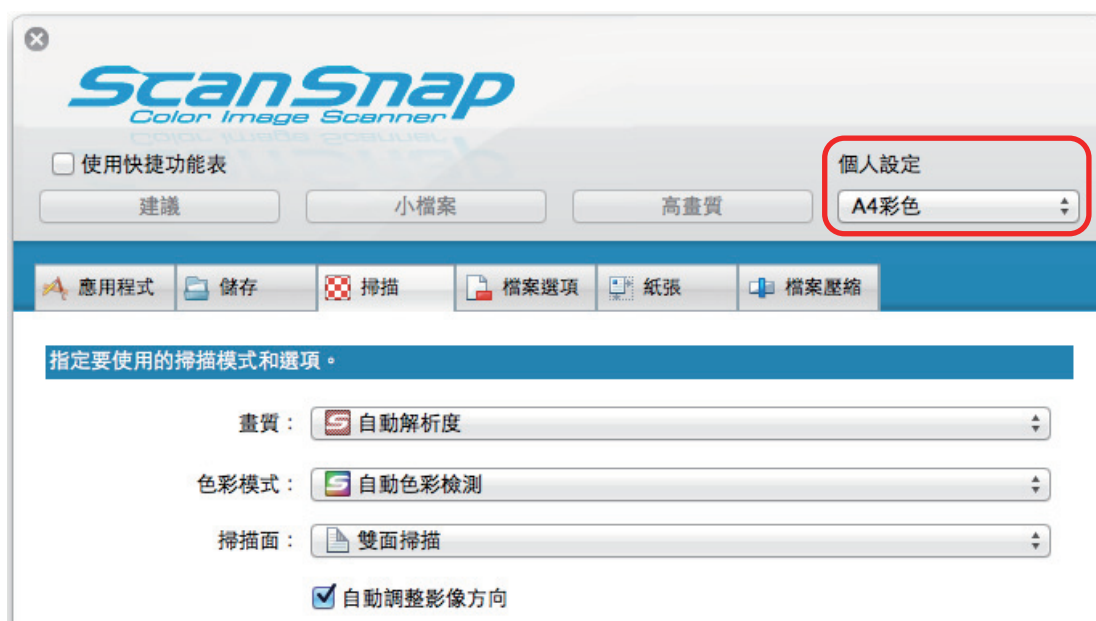 ScanSnap
Color Image Scanner
使用快捷功能表
個人設定
建議
小檔案
高畫質
A4彩色
應用程式
儲存
掃描
檔案選項
紙張
檔案壓縮
指定要使用的掃描模式和選項。
畫質： 自動解析度
色彩模式： 自動色彩檢測
掃描面： 雙面掃描
自動調整影像方向